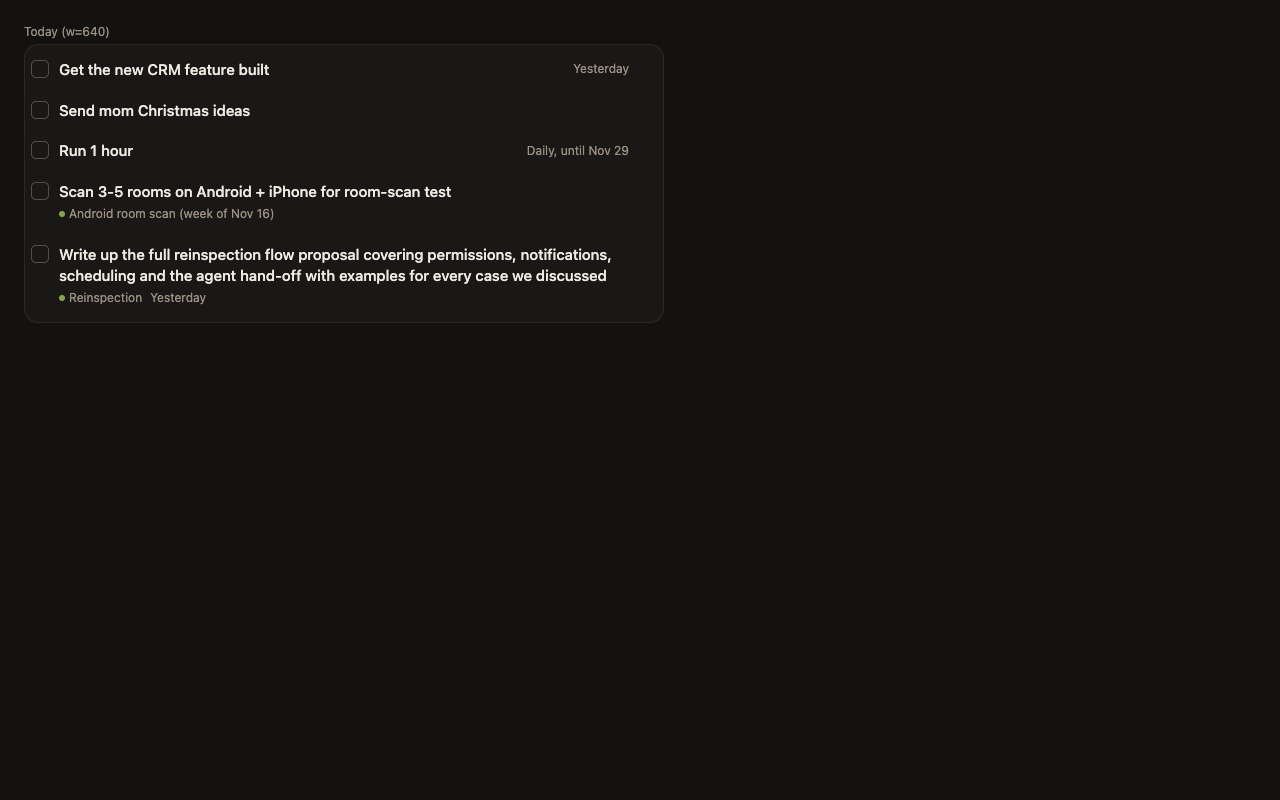 Today (w=640)
Get the new CRM feature built Yesterday
Send mom Christmas ideas
Run 1 hour Daily, until Nov 29
Scan 3-5 rooms on Android + iPhone for room-scan test
Android room scan (week of Nov 16)
Write up the full reinspection flow proposal covering permissions, notifications,
scheduling and the agent hand-off with examples for every case we discussed
Reinspection Yesterday